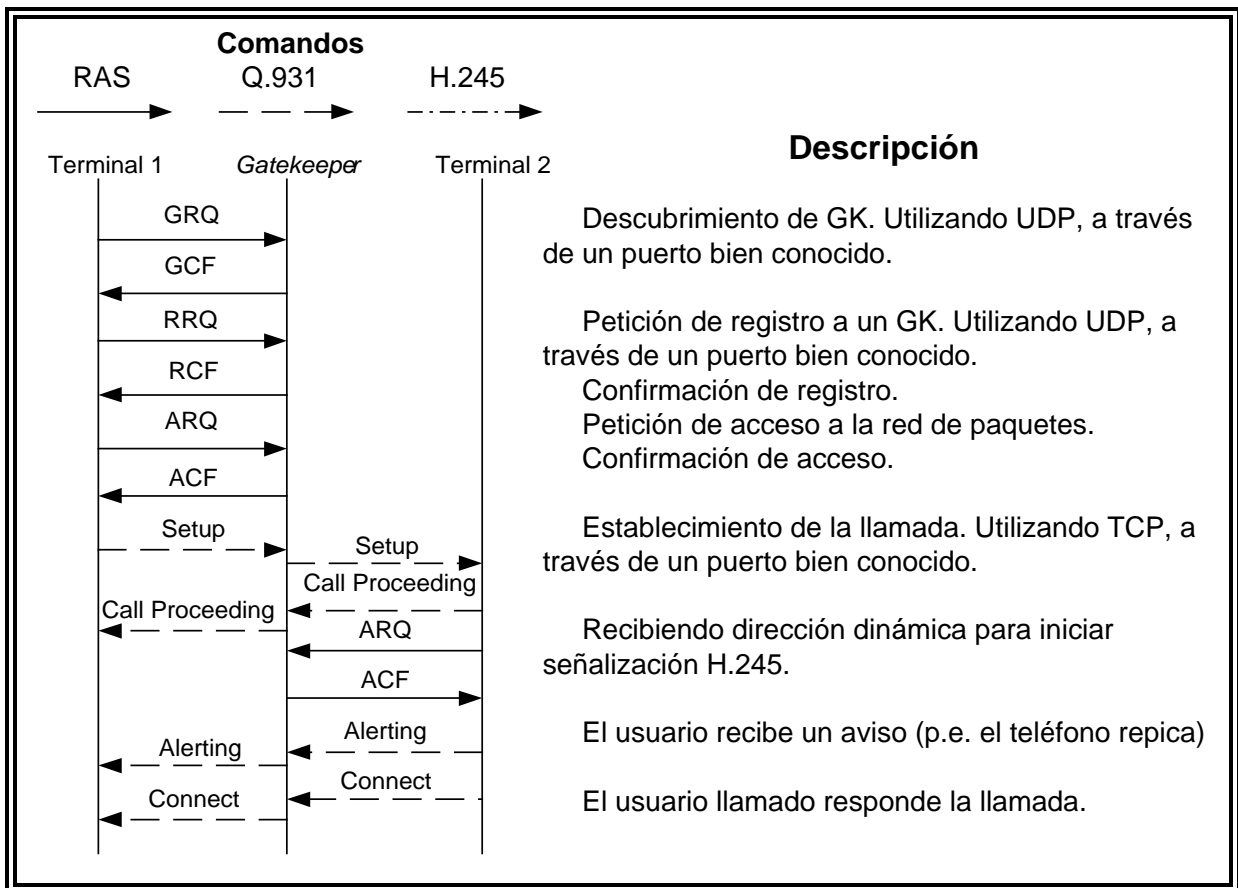 Comandos
RAS Q.931 H.245
Descripción
Terminal 1 Gatekeeper Terminal 2
GRQ
Descubrimiento de GK. Utilizando UDP, a través
de un puerto bien conocido.
GCF
RRQ
Petición de registro a un GK. Utilizando UDP, a
través de un puerto bien conocido.
RCF
Confirmación de registro.
ARQ
Petición de acceso a la red de paquetes.
Confirmación de acceso.
ACF
Setup
Establecimiento de la llamada. Utilizando TCP, a
través de un puerto bien conocido.
Setup
Call Proceeding
Call Proceeding
ARQ
Recibiendo dirección dinámica para iniciar
señalización H.245.
ACF
Alerting
El usuario recibe un aviso (p.e. el teléfono repica)
Alerting
Connect
Connect
El usuario llamado responde la llamada.